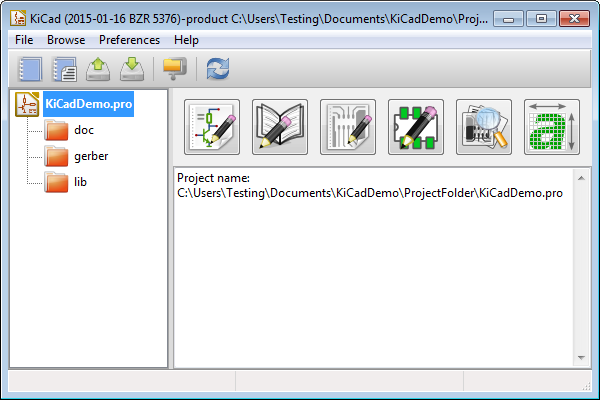 KiCad (2015-01-16 BZR 5376)-product C:\Users\Testing\Documents\KiCadDemo\Proj...
File Browse Preferences Help
KiCadDemo.pro
doc
gerber
lib
Project name:
C:\Users\Testing\Documents\KiCadDemo\ProjectFolder\KiCadDemo.pro
a